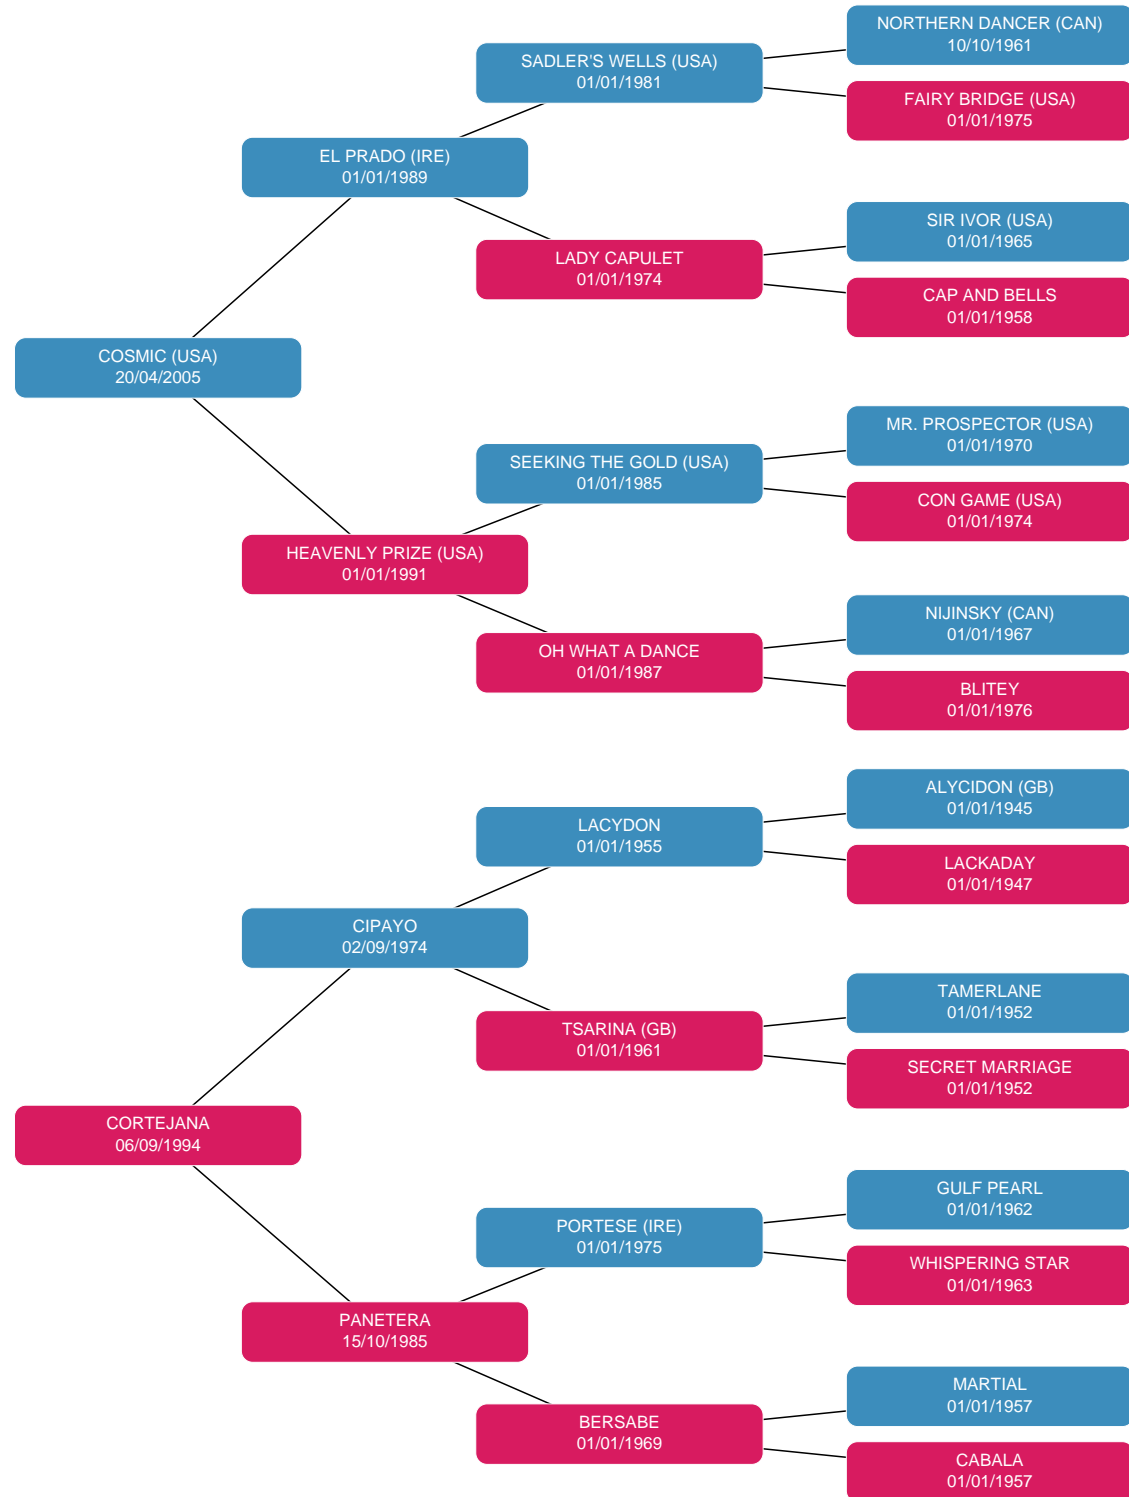 NORTHERN DANCER (CAN)
10/10/1961
SADLER'S WELLS (USA)
01/01/1981
FAIRY BRIDGE (USA)
01/01/1975
EL PRADO (IRE)
01/01/1989
SIR IVOR (USA)
01/01/1965
LADY CAPULET
01/01/1974
CAP AND BELLS
01/01/1958
COSMIC (USA)
20/04/2005
MR. PROSPECTOR (USA)
01/01/1970
SEEKING THE GOLD (USA)
01/01/1985
CON GAME (USA)
01/01/1974
HEAVENLY PRIZE (USA)
01/01/1991
NIJINSKY (CAN)
01/01/1967
OH WHAT A DANCE
01/01/1987
BLITEY
01/01/1976
ALYCIDON (GB)
01/01/1945
LACYDON
01/01/1955
LACKADAY
01/01/1947
CIPAYO
02/09/1974
TAMERLANE
01/01/1952
TSARINA (GB)
01/01/1961
SECRET MARRIAGE
01/01/1952
CORTEJANA
06/09/1994
GULF PEARL
01/01/1962
PORTESE (IRE)
01/01/1975
WHISPERING STAR
01/01/1963
PANETERA
15/10/1985
MARTIAL
01/01/1957
BERSABE
01/01/1969
CABALA
01/01/1957